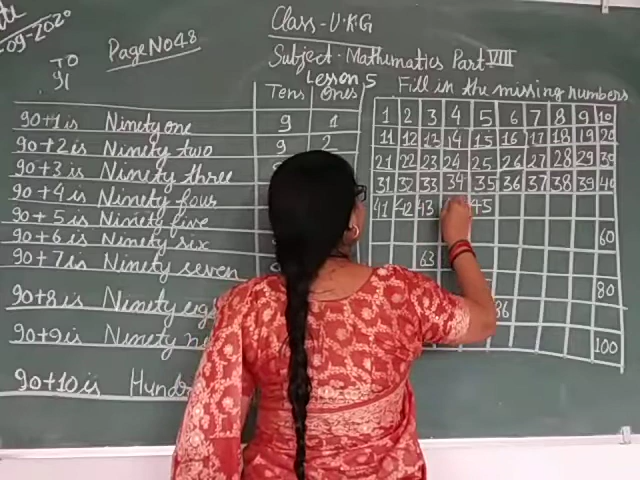 -09-2020
Class - U.KG
Page No 48
Subject - Mathematics Part VIII
TO
91
Lesson 5
Fill in the missing numbers
Tens Ones
90+1 is Ninety one 9 1
90+2 is Ninety two 9 2
90+3 is Ninety three
90+4 is Ninety four
90+5 is Ninety five
90+6 is Ninety six
90+7 is Ninety seven
90+8 is
90+9 is
90+10 is
1 2 3 4 5 6 7 8 9 10
11 12 13 14 15 16 17 18 19 20
21 22 23 24 25 26 27 28 29 30
31 32 33 34 35 36 37 38 39 40
41 42 43 45
60
63
80
86
100